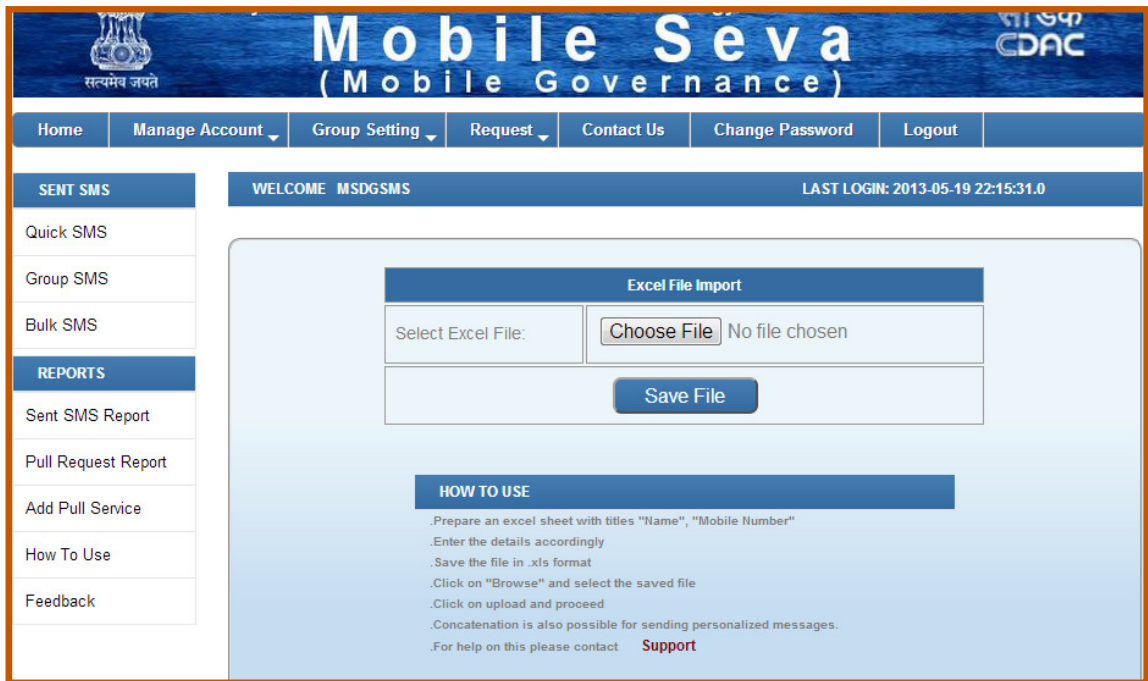 Mobile Seva
(Mobile Governance)
सत्यमेव जयते
CDAC
Home Manage Account Group Setting Request Contact Us Change Password Logout
SENT SMS
Quick SMS
Group SMS
Bulk SMS
REPORTS
Sent SMS Report
Pull Request Report
Add Pull Service
How To Use
Feedback
WELCOME MSDGSMS LAST LOGIN: 2013-05-19 22:15:31.0
Excel File Import
Select Excel File: Choose File No file chosen
Save File
HOW TO USE
.Prepare an excel sheet with titles "Name", "Mobile Number"
.Enter the details accordingly
.Save the file in .xls format
.Click on "Browse" and select the saved file
.Click on upload and proceed
.Concatenation is also possible for sending personalized messages.
.For help on this please contact Support